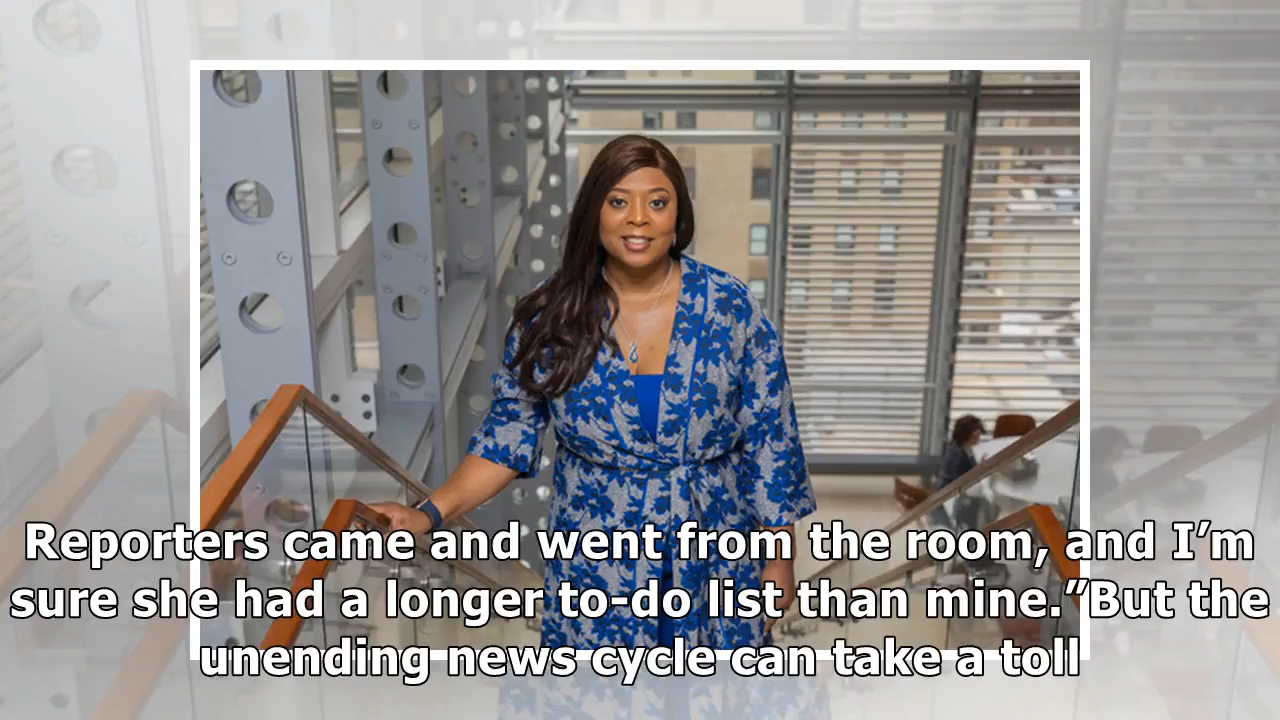 Reporters came and went from the room, and I’m
sure she had a longer to-do list than mine.”But the
unending news cycle can take a toll